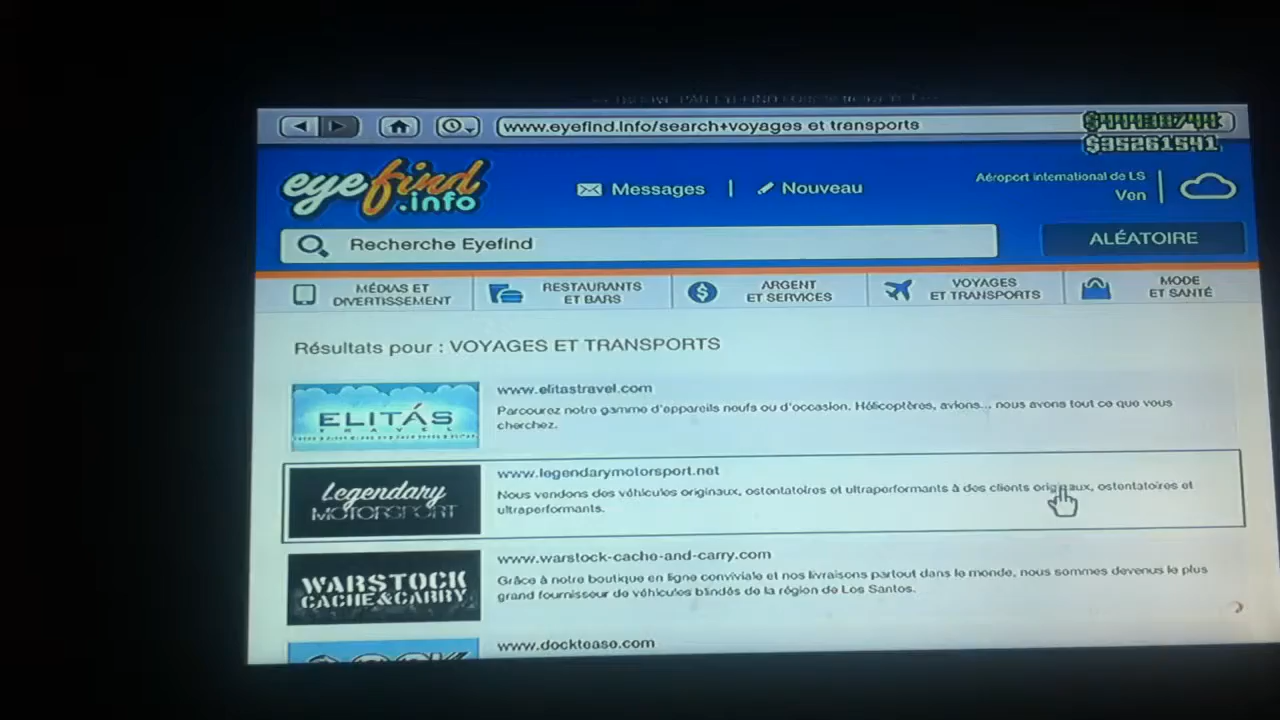 www.eyefind.info/search+voyages et transports
$35261541
eyefind
.info
Messages | Nouveau
Aéroport international de LS
Ven
Recherche Eyefind
ALÉATOIRE
MÉDIAS ET
DIVERTISSEMENT
RESTAURANTS
ET BARS
ARGENT
ET SERVICES
VOYAGES
ET TRANSPORTS
MODE
ET SANTÉ
Résultats pour : VOYAGES ET TRANSPORTS
ELITÁS
TRAVEL
www.elitastravel.com
Parcourez notre gamme d'appareils neufs ou d'occasion. Hélicoptères, avions... nous avons tout ce que vous
cherchez.
Legendary
MOTORSPORT
www.legendarymotorsport.net
Nous vendons des véhicules originaux, ostentatoires et ultraperformants à des clients originaux, ostentatoires et
ultraperformants.
WARSTOCK
CACHE&CARRY
www.warstock-cache-and-carry.com
Grâce à notre boutique en ligne conviviale et nos livraisons partout dans le monde, nous sommes devenus le plus
grand fournisseur de véhicules blindés de la région de Los Santos.
www.docktease.com